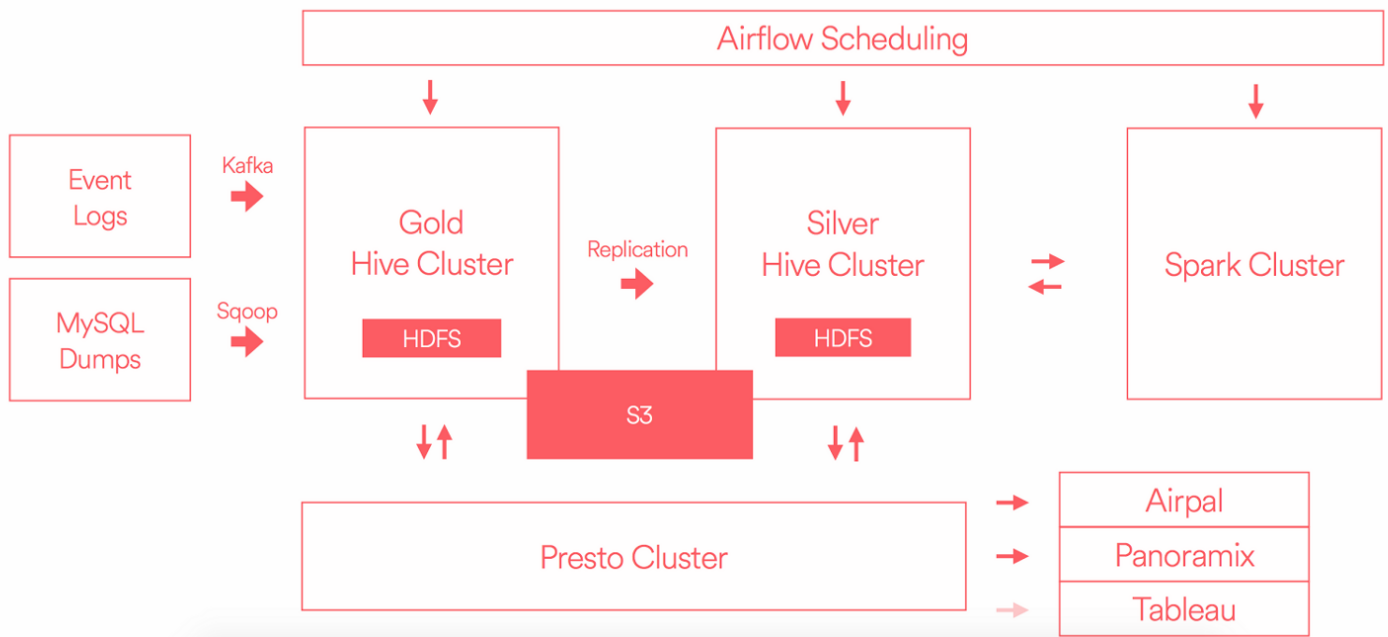 Airflow Scheduling
Event
Logs
Kafka
MySQL
Dumps
Sqoop
Gold
Hive Cluster
HDFS
Replication
Silver
Hive Cluster
HDFS
S3
Spark Cluster
Presto Cluster
Airpal
Panoramix
Tableau